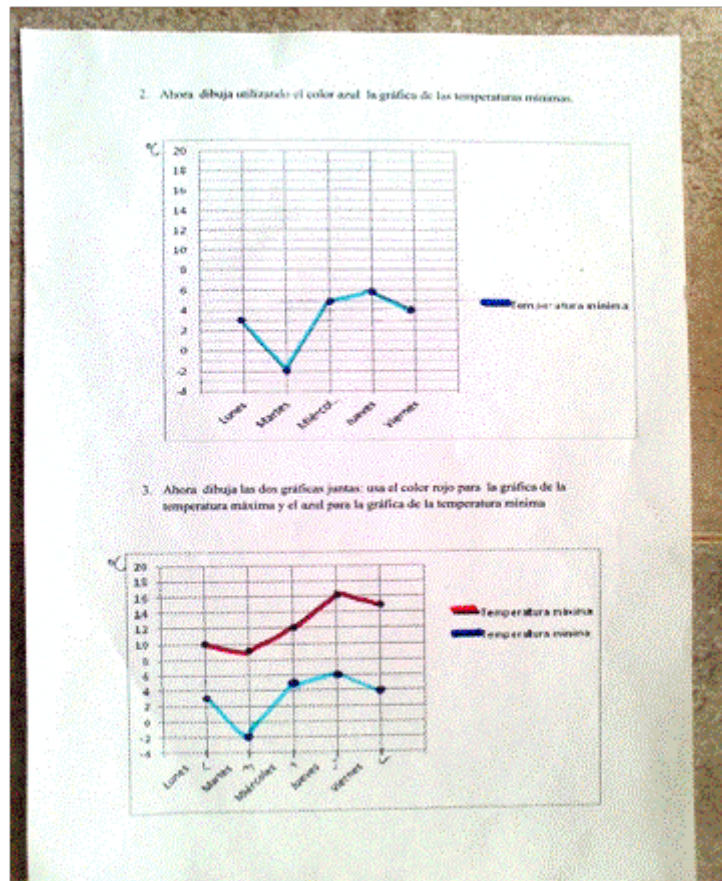 2. Ahora dibuja utilizando el color azul la gráfica de las temperaturas mínimas.
°C
20
18
16
14
12
10
8
6
4
2
0
-2
-4
Lunes
Martes
Miércol...
Jueves
Viernes
Temperatura mínima
3. Ahora dibuja las dos gráficas juntas: usa el color rojo para la gráfica de la
temperatura máxima y el azul para la gráfica de la temperatura mínima
°C
20
18
16
14
12
10
8
6
4
2
0
-2
-4
Lunes
L
Martes
M
Miércoles
Jueves
J
Viernes
Temperatura máxima
Temperatura mínima